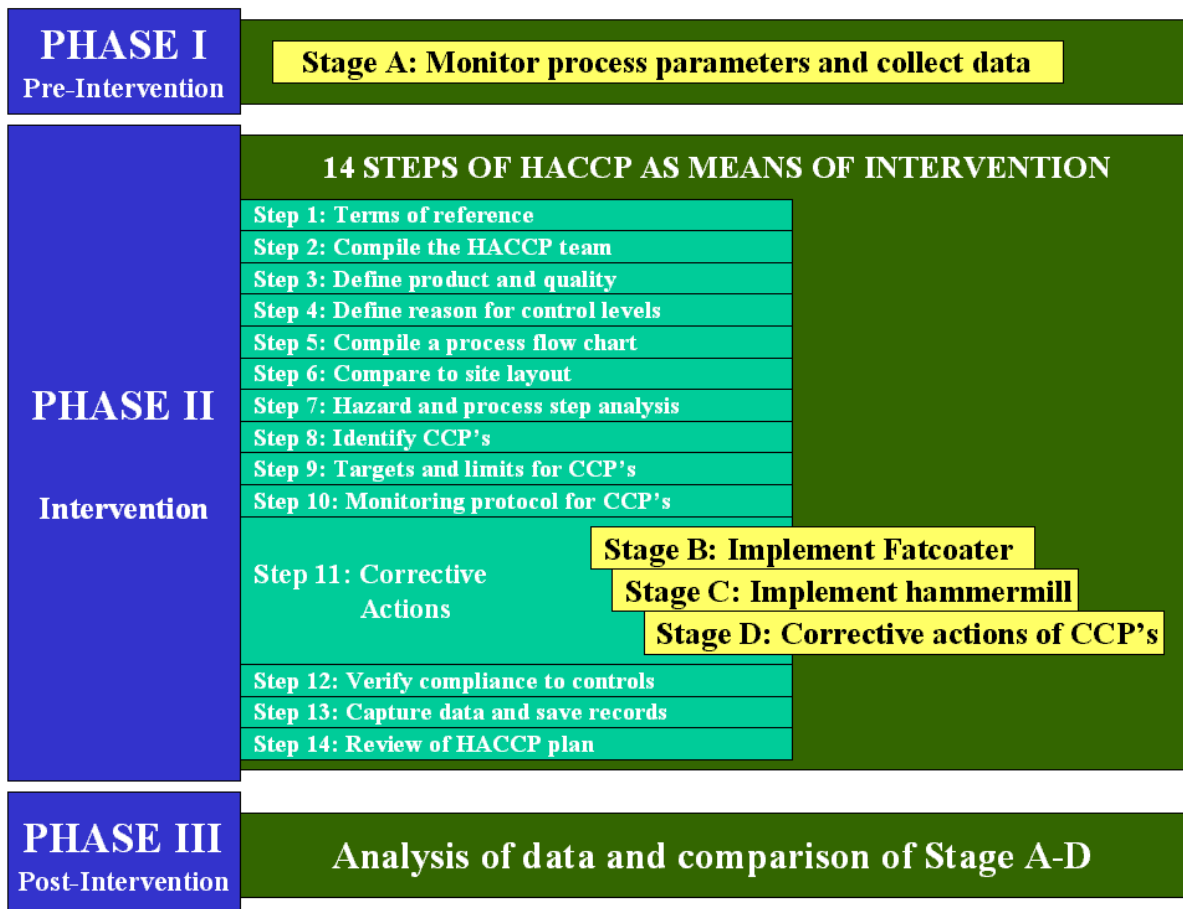 PHASE I
Pre-Intervention
Stage A: Monitor process parameters and collect data
PHASE II
Intervention
14 STEPS OF HACCP AS MEANS OF INTERVENTION
Step 1: Terms of reference
Step 2: Compile the HACCP team
Step 3: Define product and quality
Step 4: Define reason for control levels
Step 5: Compile a process flow chart
Step 6: Compare to site layout
Step 7: Hazard and process step analysis
Step 8: Identify CCP's
Step 9: Targets and limits for CCP's
Step 10: Monitoring protocol for CCP's
Step 11: Corrective
Actions
Stage B: Implement Fatcoater
Stage C: Implement hammermill
Stage D: Corrective actions of CCP's
Step 12: Verify compliance to controls
Step 13: Capture data and save records
Step 14: Review of HACCP plan
PHASE III
Post-Intervention
Analysis of data and comparison of Stage A-D